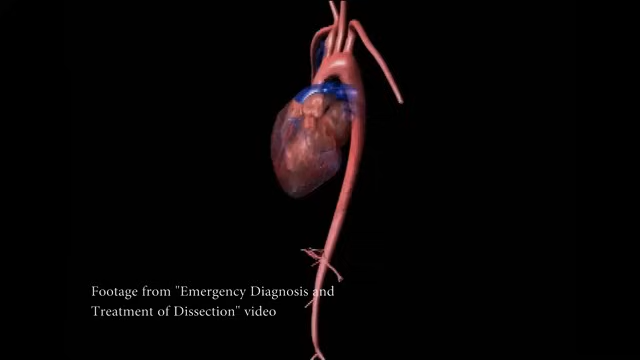 Footage from "Emergency Diagnosis and
Treatment of Dissection" video